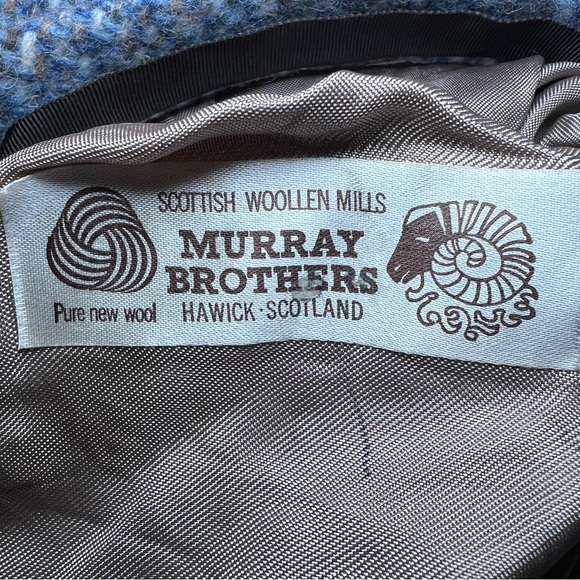 SCOTTISH WOOLLEN MILLS
MURRAY
BROTHERS
HAWICK·SCOTLAND
Pure new wool